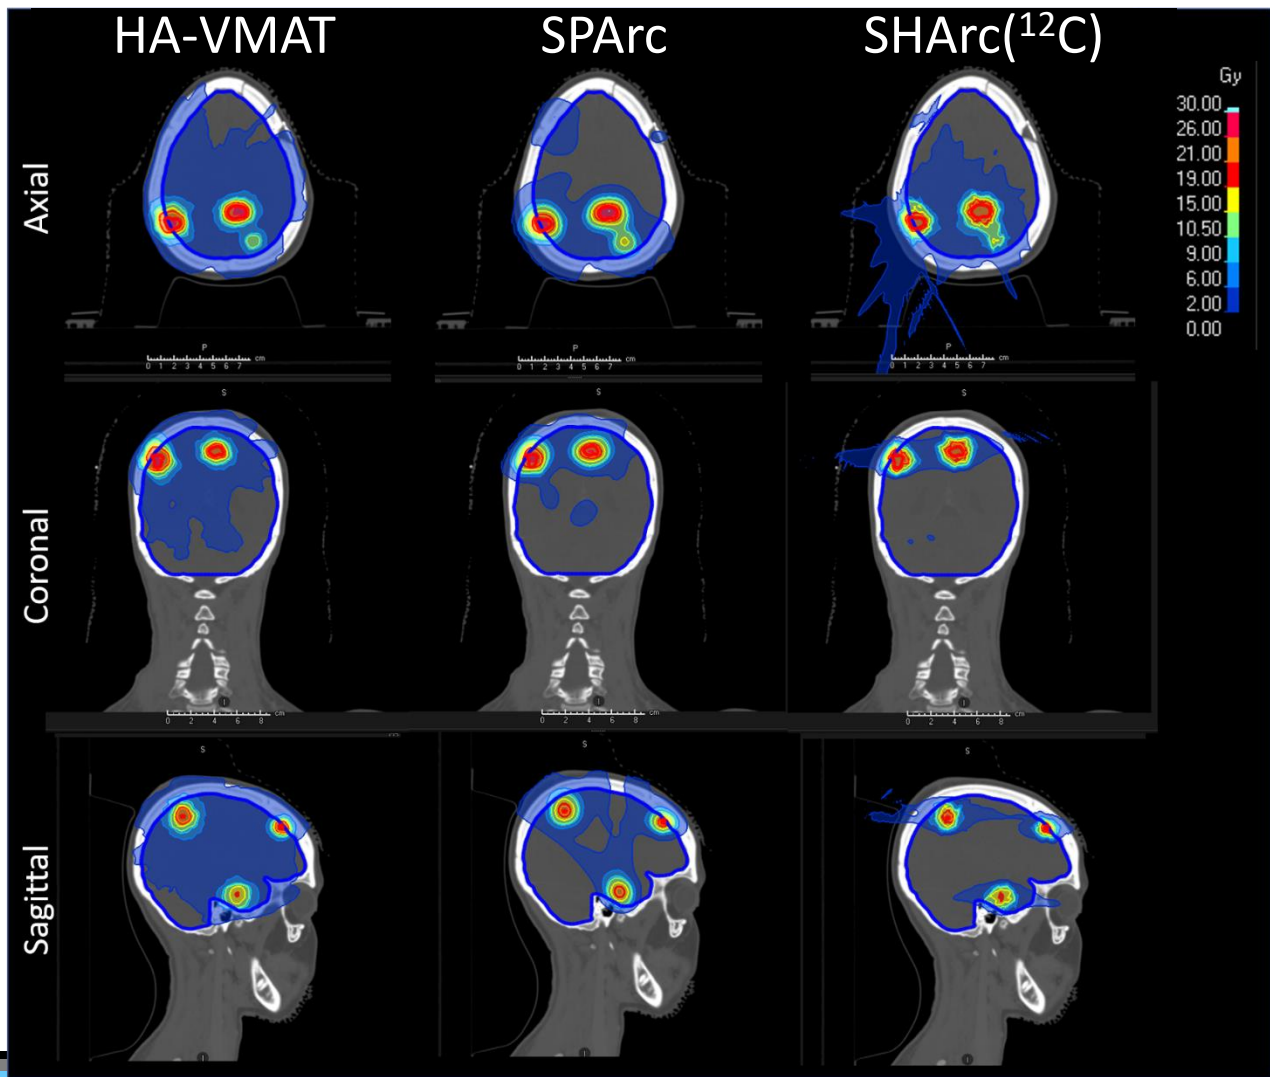 HA-VMAT SPArc SHArc(¹²C)
Gy
30.00
26.00
21.00
19.00
15.00
10.50
9.00
6.00
2.00
0.00
Axial
P P P
0 1 2 3 4 5 6 7 cm 0 1 2 3 4 5 6 7 cm 0 1 2 3 4 5 6 7 cm
S S S
Coronal
I I I
0 2 4 6 8 cm 0 2 4 6 8 cm 0 2 4 6 8 cm
S S S
Sagittal
I I I